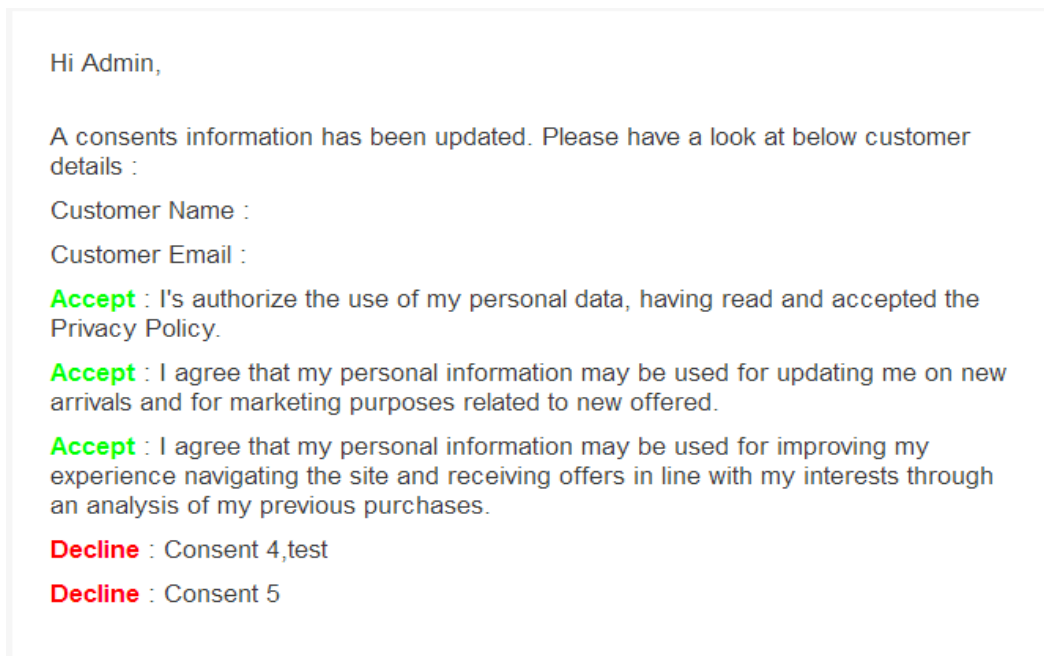 Hi Admin,
A consents information has been updated. Please have a look at below customer
details :
Customer Name :
Customer Email :
Accept : I's authorize the use of my personal data, having read and accepted the
Privacy Policy.
Accept : I agree that my personal information may be used for updating me on new
arrivals and for marketing purposes related to new offered.
Accept : I agree that my personal information may be used for improving my
experience navigating the site and receiving offers in line with my interests through
an analysis of my previous purchases.
Decline : Consent 4,test
Decline : Consent 5